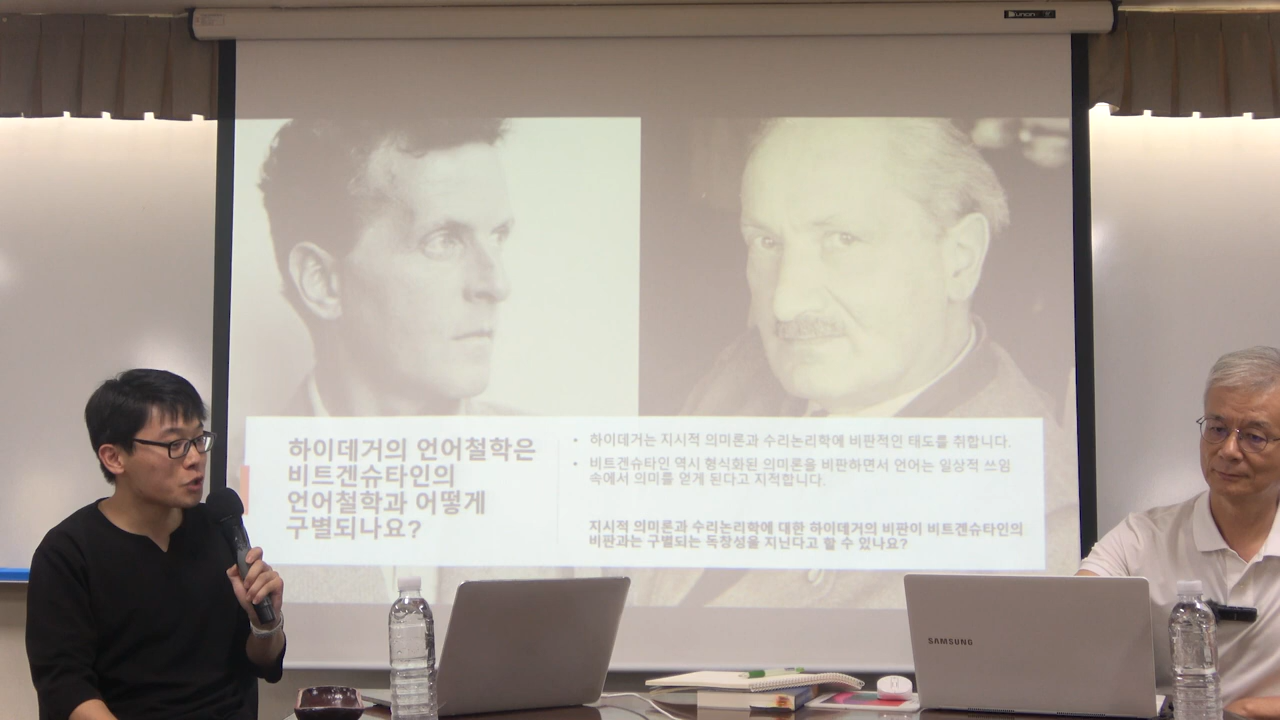 union
하이데거의 언어철학은
비트겐슈타인의
언어철학과 어떻게
구별되나요?
• 하이데거는 지시적 의미론과 수리논리학에 비판적인 태도를 취합니다.
• 비트겐슈타인 역시 형식화된 의미론을 비판하면서 언어는 일상적 쓰임
속에서 의미를 얻게 된다고 지적합니다.
지시적 의미론과 수리논리학에 대한 하이데거의 비판이 비트겐슈타인의
비판과는 구별되는 독창성을 지닌다고 할 수 있나요?
SAMSUNG